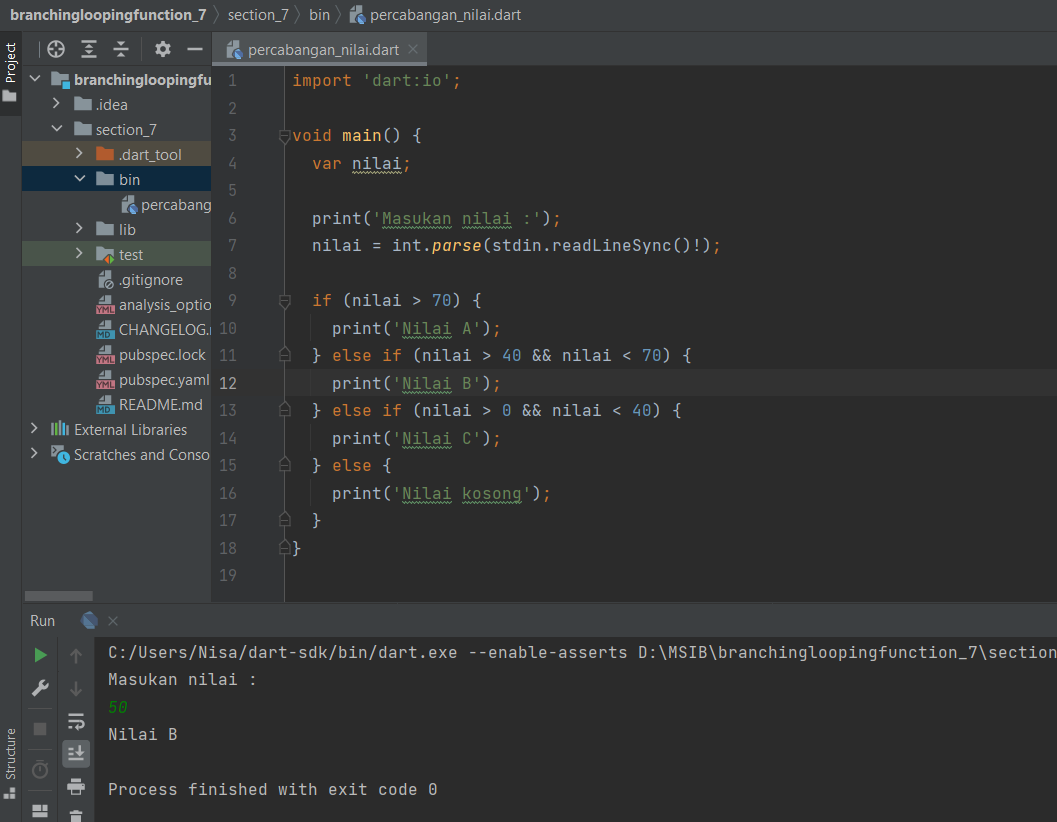 branchingloopingfunction_7 section_7 bin percabangan_nilai.dart
Project
percabangan_nilai.dart
branchingloopingfu
.idea
section_7
.dart_tool
bin
percabang
lib
test
.gitignore
analysis_optio
CHANGELOG.
pubspec.lock
pubspec.yaml
README.md
External Libraries
Scratches and Conso
1 import 'dart:io';
2
3 void main() {
4 var nilai;
5
6 print('Masukan nilai :');
7 nilai = int.parse(stdin.readLineSync()!);
8
9 if (nilai > 70) {
10 print('Nilai A');
11 } else if (nilai > 40 && nilai < 70) {
12 print('Nilai B');
13 } else if (nilai > 0 && nilai < 40) {
14 print('Nilai C');
15 } else {
16 print('Nilai kosong');
17 }
18 }
19
Run
C:/Users/Nisa/dart-sdk/bin/dart.exe --enable-asserts D:\MSIB\branchingloopingfunction_7\section
Masukan nilai :
50
Nilai B
Process finished with exit code 0
Structure